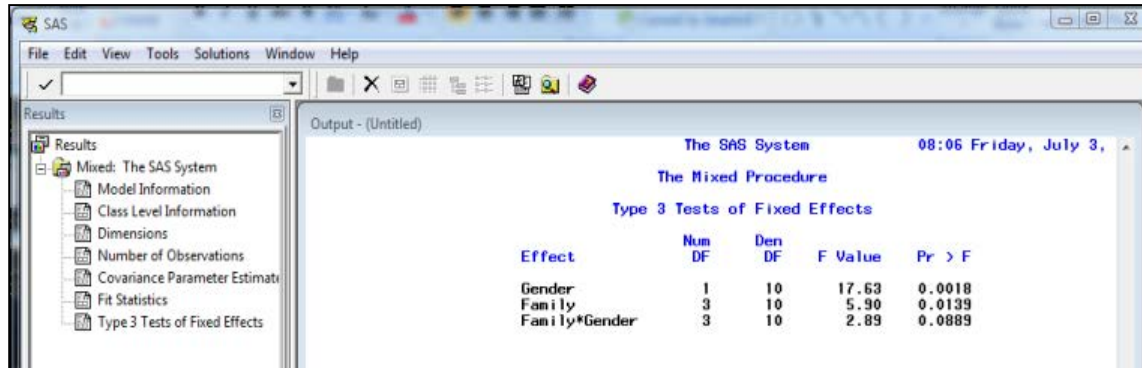 SAS
File Edit View Tools Solutions Window Help
Results
Output - (Untitled)
Results
Mixed: The SAS System
Model Information
Class Level Information
Dimensions
Number of Observations
Covariance Parameter Estimate
Fit Statistics
Type 3 Tests of Fixed Effects
The SAS System 08:06 Friday, July 3,
The Mixed Procedure
Type 3 Tests of Fixed Effects
Num Den
Effect DF DF F Value Pr > F
Gender 1 10 17.63 0.0018
Family 3 10 5.90 0.0139
Family*Gender 3 10 2.89 0.0889